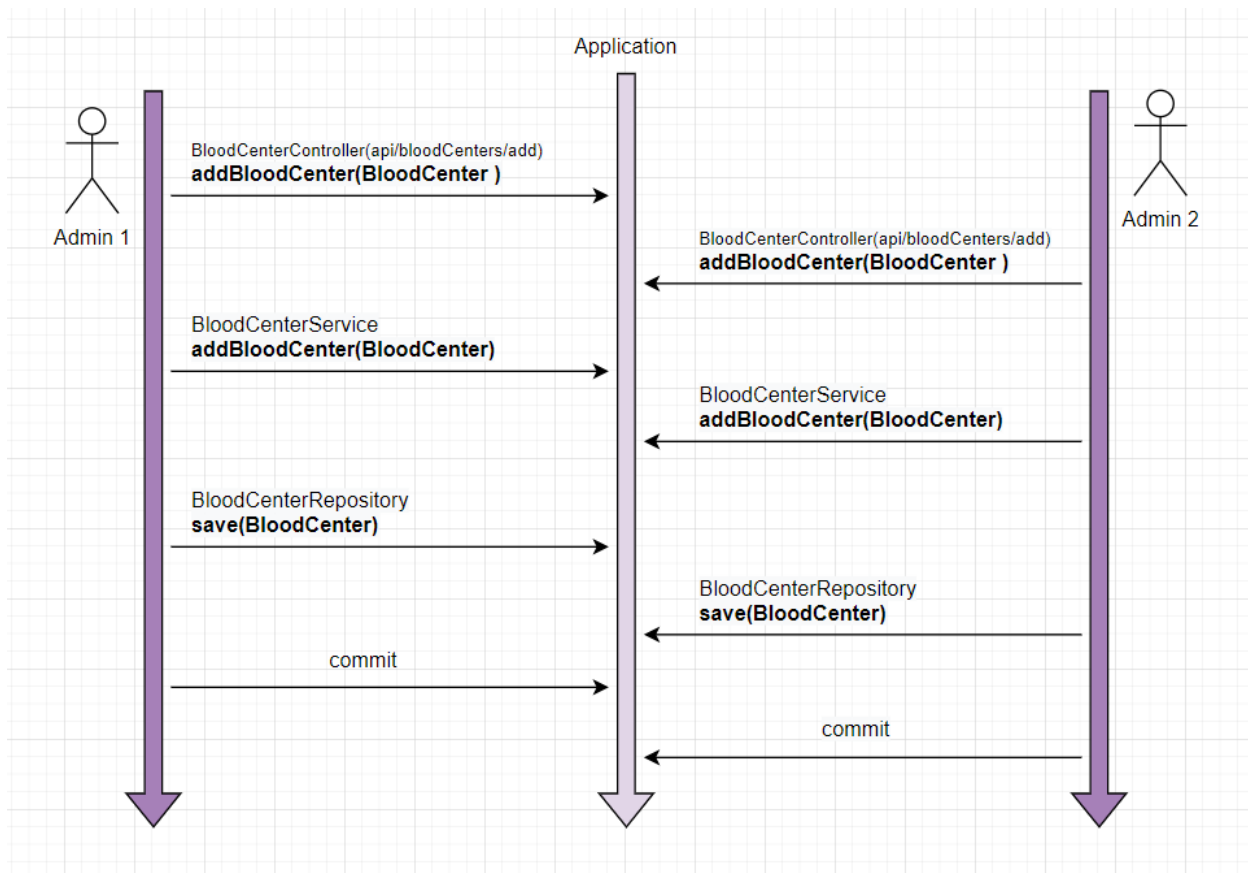 Application
BloodCenterController(api/bloodCenters/add)
addBloodCenter(BloodCenter )
Admin 1
Admin 2
BloodCenterController(api/bloodCenters/add)
addBloodCenter(BloodCenter )
BloodCenterService
addBloodCenter(BloodCenter)
BloodCenterService
addBloodCenter(BloodCenter)
BloodCenterRepository
save(BloodCenter)
BloodCenterRepository
save(BloodCenter)
commit
commit